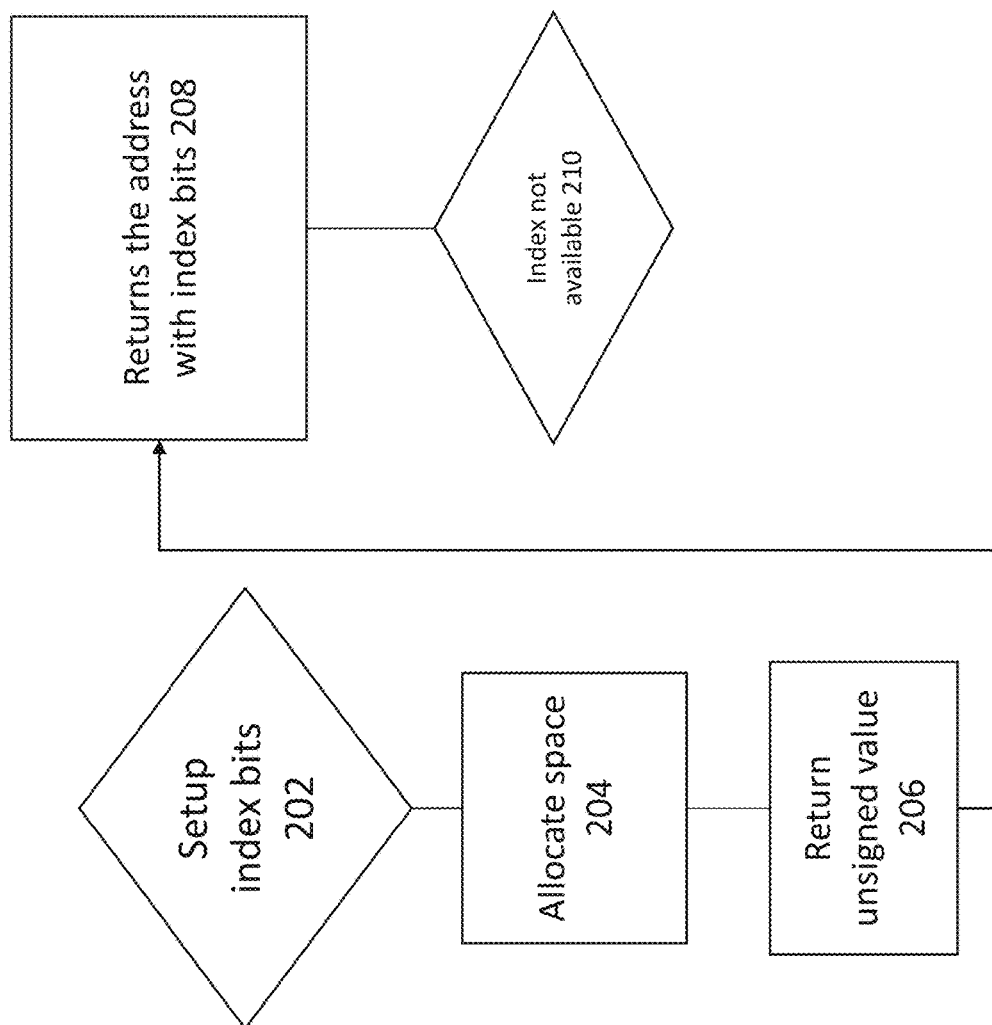 Setup
index bits
202
Allocate space
204
Return
unsigned value
206
Returns the address
with index bits 208
Index not
available 210